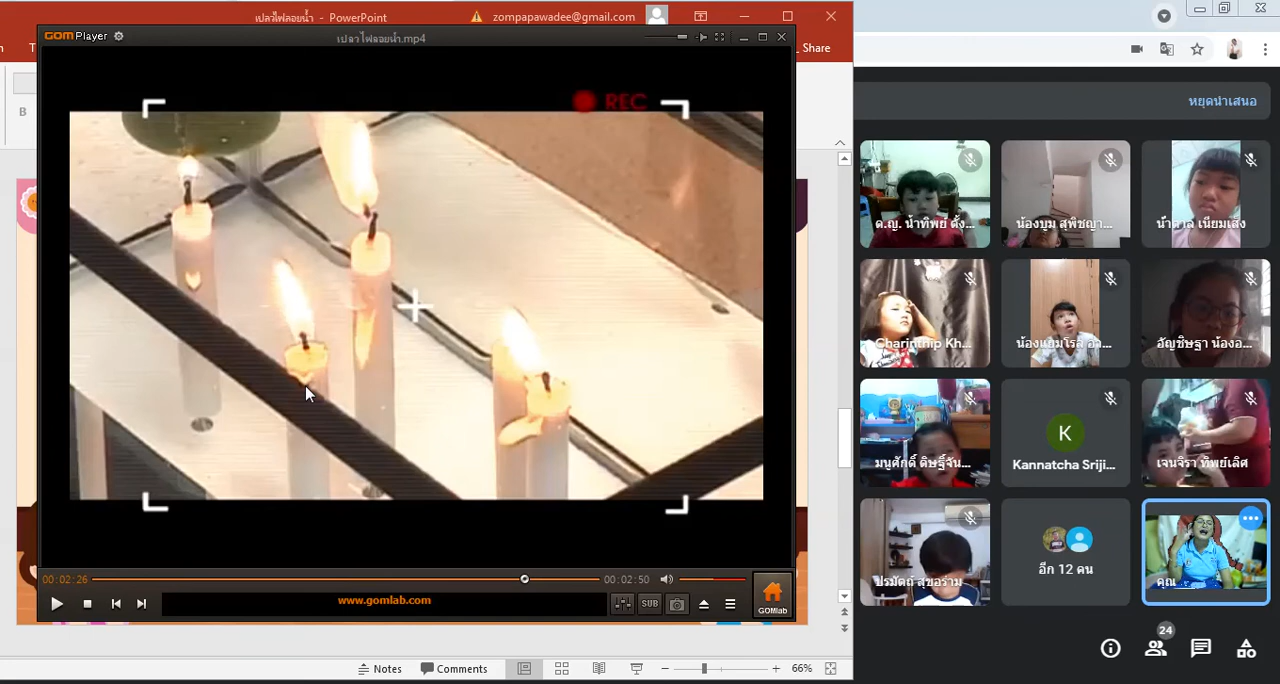 เปลวไฟลอยน้ำ - PowerPoint
zompapawadee@gmail.com
Share
GOMPlayer
เปลวไฟลอยน้ำ.mp4
B
REC
หยุดนำเสนอ
ด.ญ. น้ำทิพย์ ตั้ง...
น้องบูม สุพิชญา...
น้ำตาล เนียมเส็ง
Charinthip Kh...
น้องแยมโรล อา...
อัญชิษฐา น้องอ...
มนูศักดิ์ ดิษฐ์จัน...
K
Kannatcha Sriji...
เจนจิรา ทิพย์เลิศ
ปรมัตถ์ สุขอร่าม
อีก 12 คน
คุณ
00:02:26
00:02:50
www.gomlab.com
SUB
GOMlab
24
Notes
Comments
66%